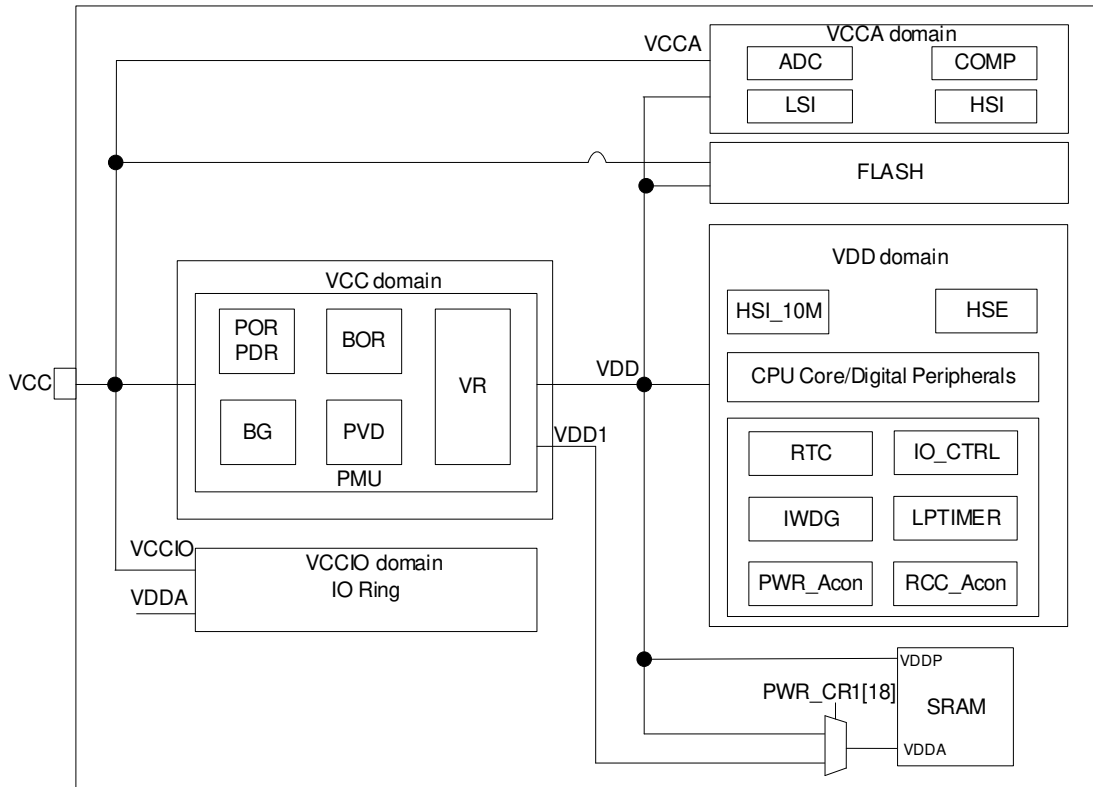 VCCA domain
VCCA
ADC
COMP
LSI
HSI
FLASH
VCC domain
POR
PDR
BOR
VR
BG
PVD
PMU
VCC
VDD
VDD1
VDD domain
HSI_10M
HSE
CPU Core/Digital Peripherals
RTC
IO_CTRL
IWDG
LPTIMER
PWR_Acon
RCC_Acon
VCCIO
VDDA
VCCIO domain
IO Ring
PWR_CR1[18]
VDDP
SRAM
VDDA